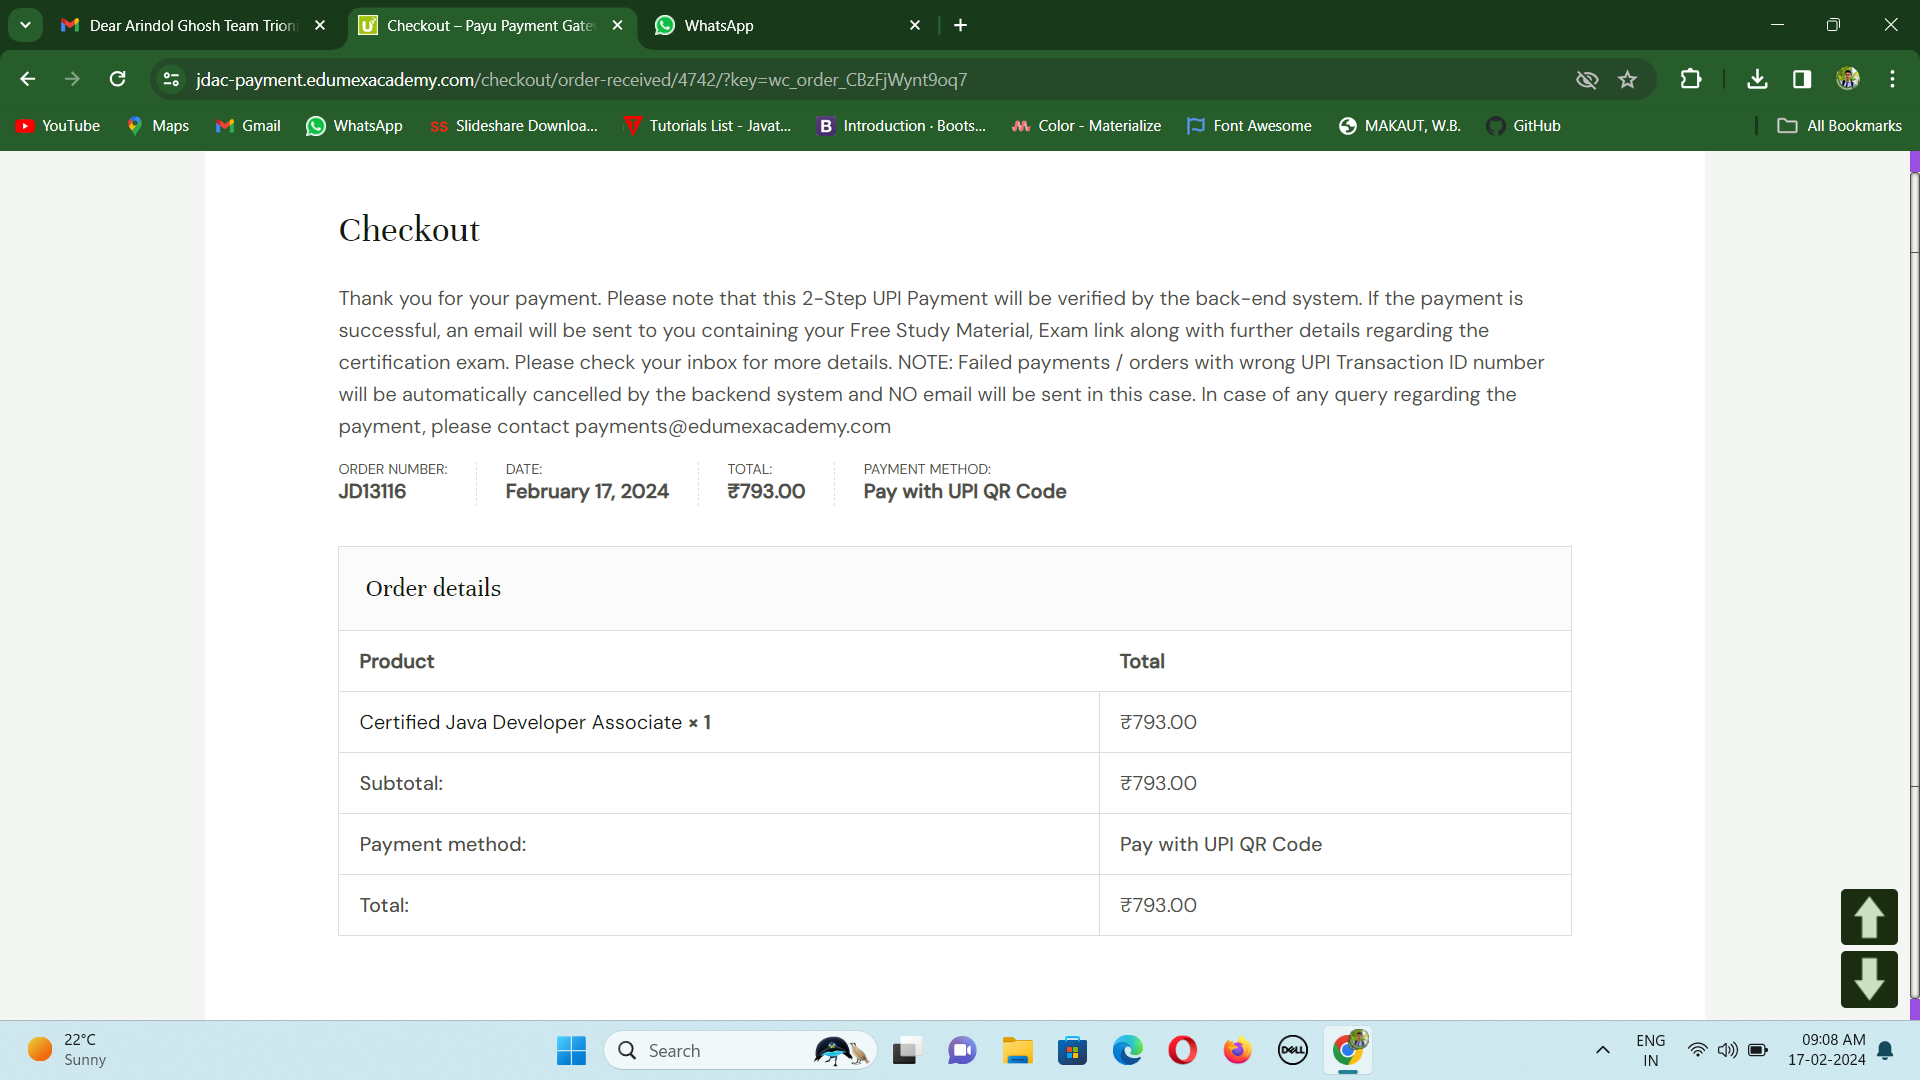 Dear Arindol Ghosh Team Trion
Checkout – Payu Payment Gate
WhatsApp
jdac-payment.edumexacademy.com/checkout/order-received/4742/?key=wc_order_CBzFjWynt9oq7
YouTube
Maps
Gmail
WhatsApp
SS Slideshare Downloa...
Tutorials List - Javat...
B Introduction · Boots...
Color - Materialize
Font Awesome
MAKAUT, W.B.
GitHub
All Bookmarks
Checkout
Thank you for your payment. Please note that this 2-Step UPI Payment will be verified by the back-end system. If the payment is
successful, an email will be sent to you containing your Free Study Material, Exam link along with further details regarding the
certification exam. Please check your inbox for more details. NOTE: Failed payments / orders with wrong UPI Transaction ID number
will be automatically cancelled by the backend system and NO email will be sent in this case. In case of any query regarding the
payment, please contact payments@edumexacademy.com
ORDER NUMBER:
JD13116
DATE:
February 17, 2024
TOTAL:
₹793.00
PAYMENT METHOD:
Pay with UPI QR Code
Order details
Product Total
Certified Java Developer Associate × 1 ₹793.00
Subtotal: ₹793.00
Payment method: Pay with UPI QR Code
Total: ₹793.00
22°C
Sunny
Search
DELL
ENG
IN
09:08 AM
17-02-2024